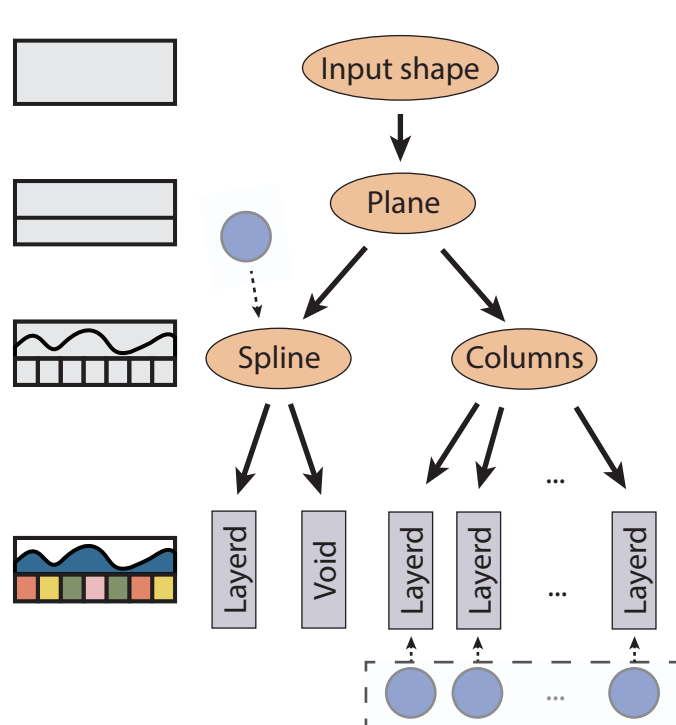 Input shape
Plane
Spline
Columns
...
Layerd
Void
Layerd
Layerd
...
Layerd
...